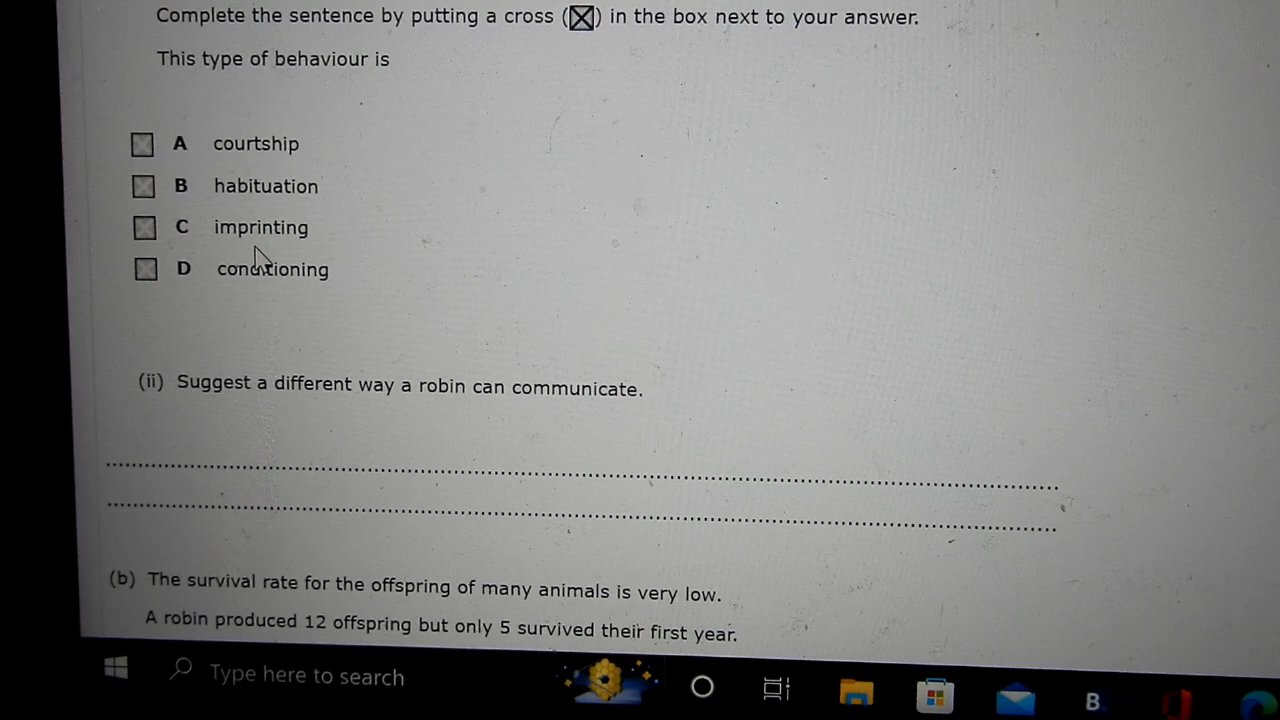 Complete the sentence by putting a cross (☒) in the box next to your answer.
This type of behaviour is
A courtship
B habituation
C imprinting
D conditioning
(ii) Suggest a different way a robin can communicate.
(b) The survival rate for the offspring of many animals is very low.
A robin produced 12 offspring but only 5 survived their first year.
Type here to search
B